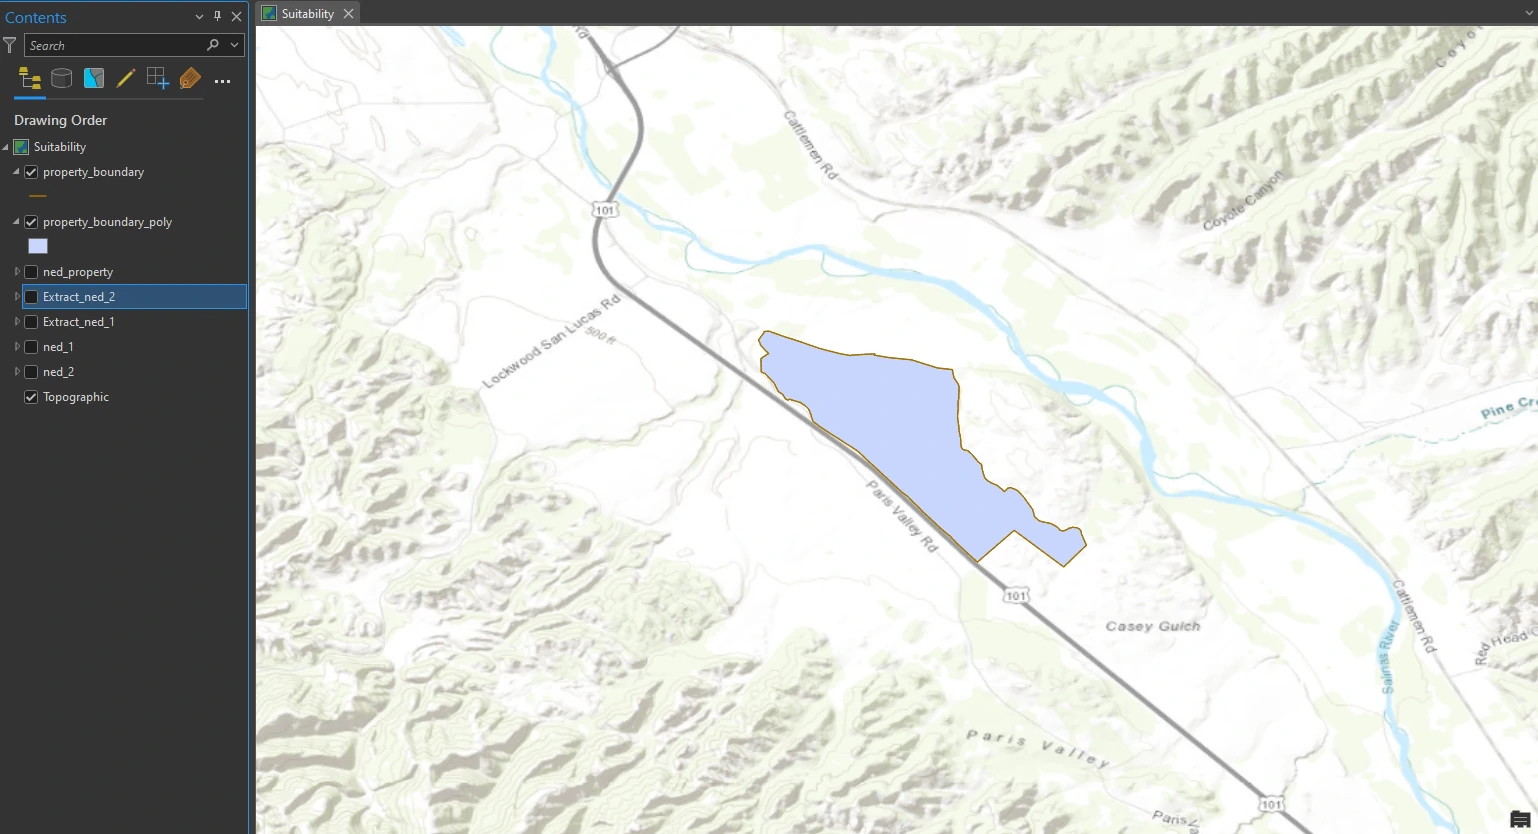 Contents
Suitability
Search
Drawing Order
Suitability
property_boundary
property_boundary_poly
ned_property
Extract_ned_2
Extract_ned_1
ned_1
ned_2
Topographic
Rd
Cattlemen Rd
Coyo
Coyote Canyon
101
Lockwood San Lucas Rd
500 ft
Pine Cr
Paris Valley Rd
101
Casey Gulch
Cattlemen Rd
Salinas River
Red Head
Paris Valley
101
Paris